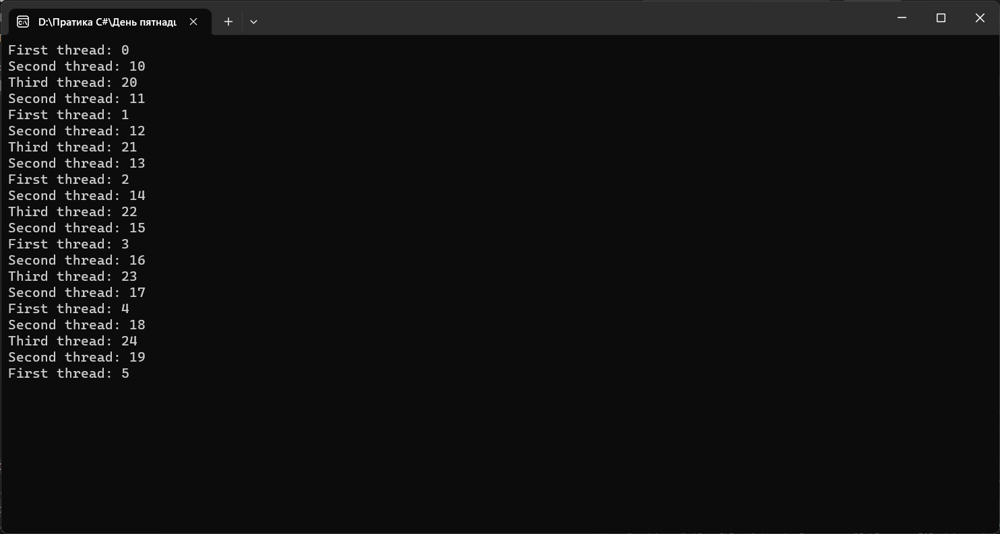 D:\Пратика C#\День пятнадц
First thread: 0
Second thread: 10
Third thread: 20
Second thread: 11
First thread: 1
Second thread: 12
Third thread: 21
Second thread: 13
First thread: 2
Second thread: 14
Third thread: 22
Second thread: 15
First thread: 3
Second thread: 16
Third thread: 23
Second thread: 17
First thread: 4
Second thread: 18
Third thread: 24
Second thread: 19
First thread: 5